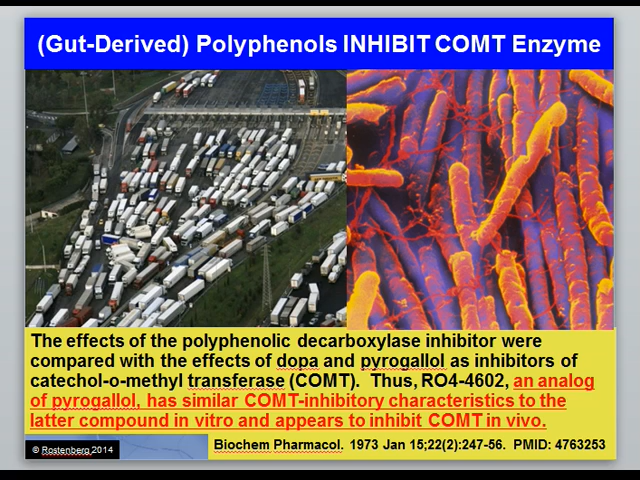 (Gut-Derived) Polyphenols INHIBIT COMT Enzyme
The effects of the polyphenolic decarboxylase inhibitor were
compared with the effects of dopa and pyrogallol as inhibitors of
catechol-o-methyl transferase (COMT). Thus, RO4-4602, an analog
of pyrogallol, has similar COMT-inhibitory characteristics to the
latter compound in vitro and appears to inhibit COMT in vivo.
Biochem Pharmacol. 1973 Jan 15;22(2):247-56. PMID: 4763253
© Rostenberg 2014